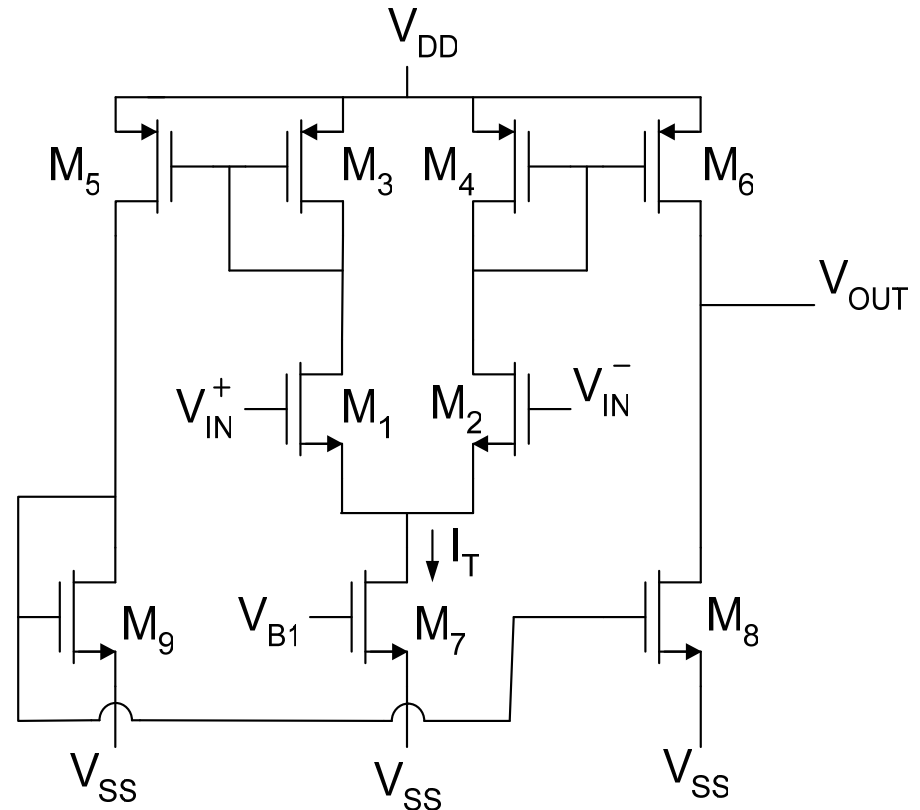 V_DD
M_5
M_3
M_4
M_6
V_OUT
V_IN^+
M_1
M_2
V_IN^-
I_T
M_9
V_B1
M_7
M_8
V_SS
V_SS
V_SS